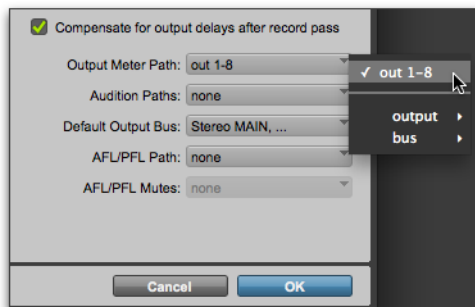 Compensate for output delays after record pass
Output Meter Path: out 1-8
✓ out 1-8
Audition Paths: none
output
Default Output Bus: Stereo MAIN, ...
bus
AFL/PFL Path: none
AFL/PFL Mutes: none
Cancel
OK